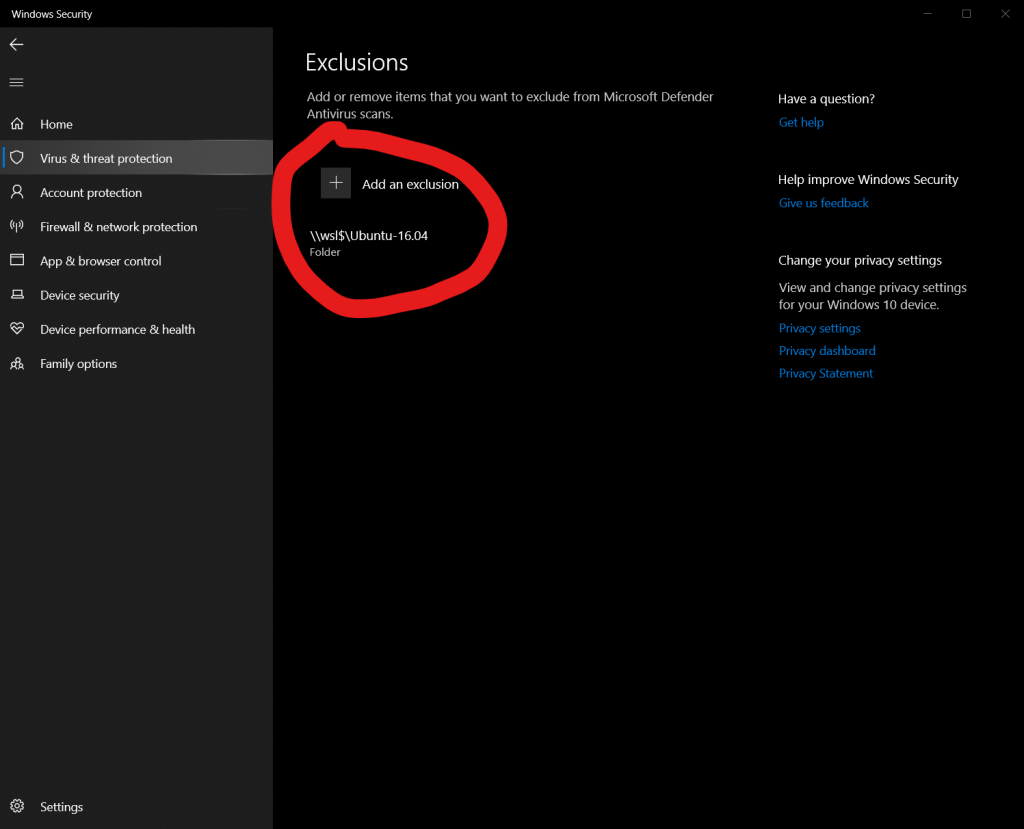 Windows Security
Home
Virus & threat protection
Account protection
Firewall & network protection
App & browser control
Device security
Device performance & health
Family options
Settings
Exclusions
Add or remove items that you want to exclude from Microsoft Defender
Antivirus scans.
Add an exclusion
\\wsl$\Ubuntu-16.04
Folder
Have a question?
Get help
Help improve Windows Security
Give us feedback
Change your privacy settings
View and change privacy settings
for your Windows 10 device.
Privacy settings
Privacy dashboard
Privacy Statement